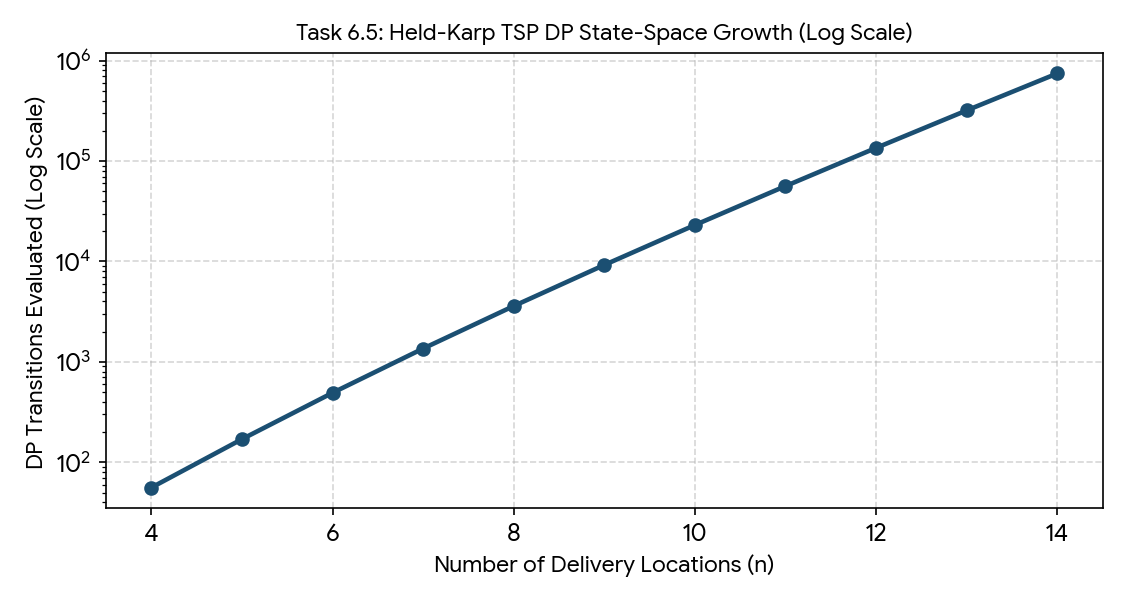 Task 6.5: Held-Karp TSP DP State-Space Growth (Log Scale)
DP Transitions Evaluated (Log Scale)
10⁶
10⁵
10⁴
10³
10²
4 6 8 10 12 14
Number of Delivery Locations (n)